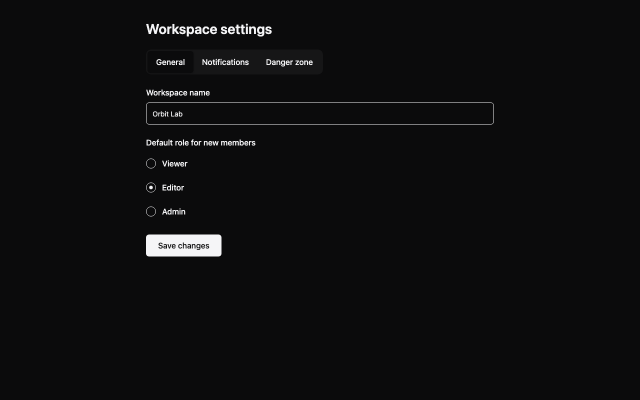 Workspace settings
General Notifications Danger zone
Workspace name
Orbit Lab
Default role for new members
Viewer
Editor
Admin
Save changes